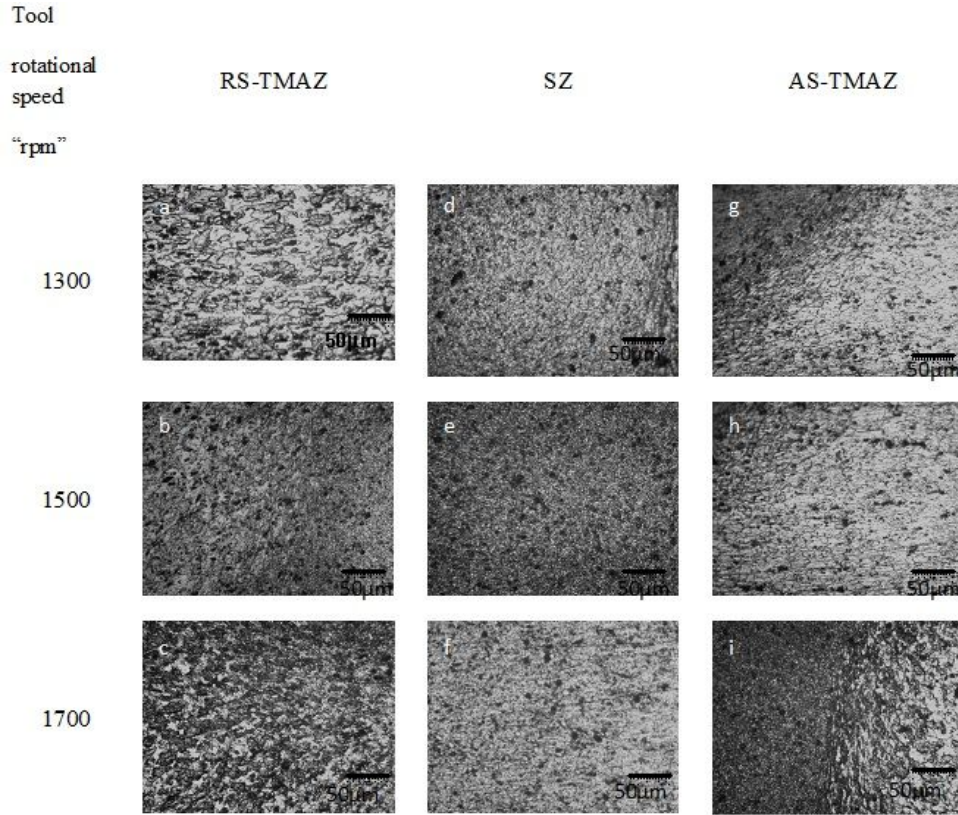 Tool
rotational
speed
“rpm”
RS-TMAZ
SZ
AS-TMAZ
1300
a
50µm
d
50µm
g
50µm
1500
b
50µm
e
50µm
h
50µm
1700
c
50µm
f
50µm
i
50µm